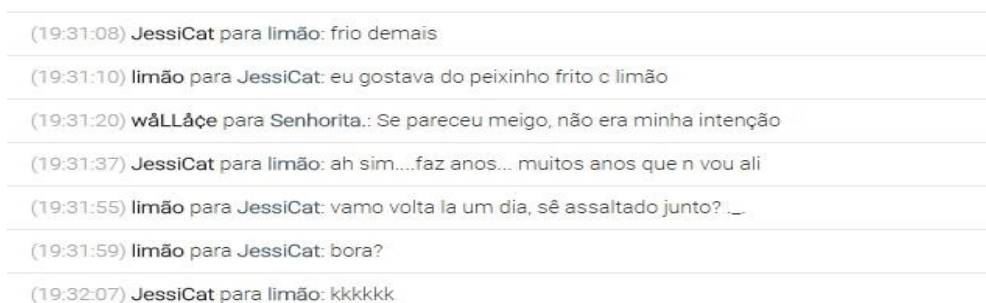 (19:31:08) JessiCat para limão: frio demais
(19:31:10) limão para JessiCat: eu gostava do peixinho frito c limão
(19:31:20) wåLLåçe para Senhorita.: Se pareceu meigo, não era minha intenção
(19:31:37) JessiCat para limão: ah sim....faz anos... muitos anos que n vou ali
(19:31:55) limão para JessiCat: vamo volta la um dia, sê assaltado junto? ._.
(19:31:59) limão para JessiCat: bora?
(19:32:07) JessiCat para limão: kkkkkk